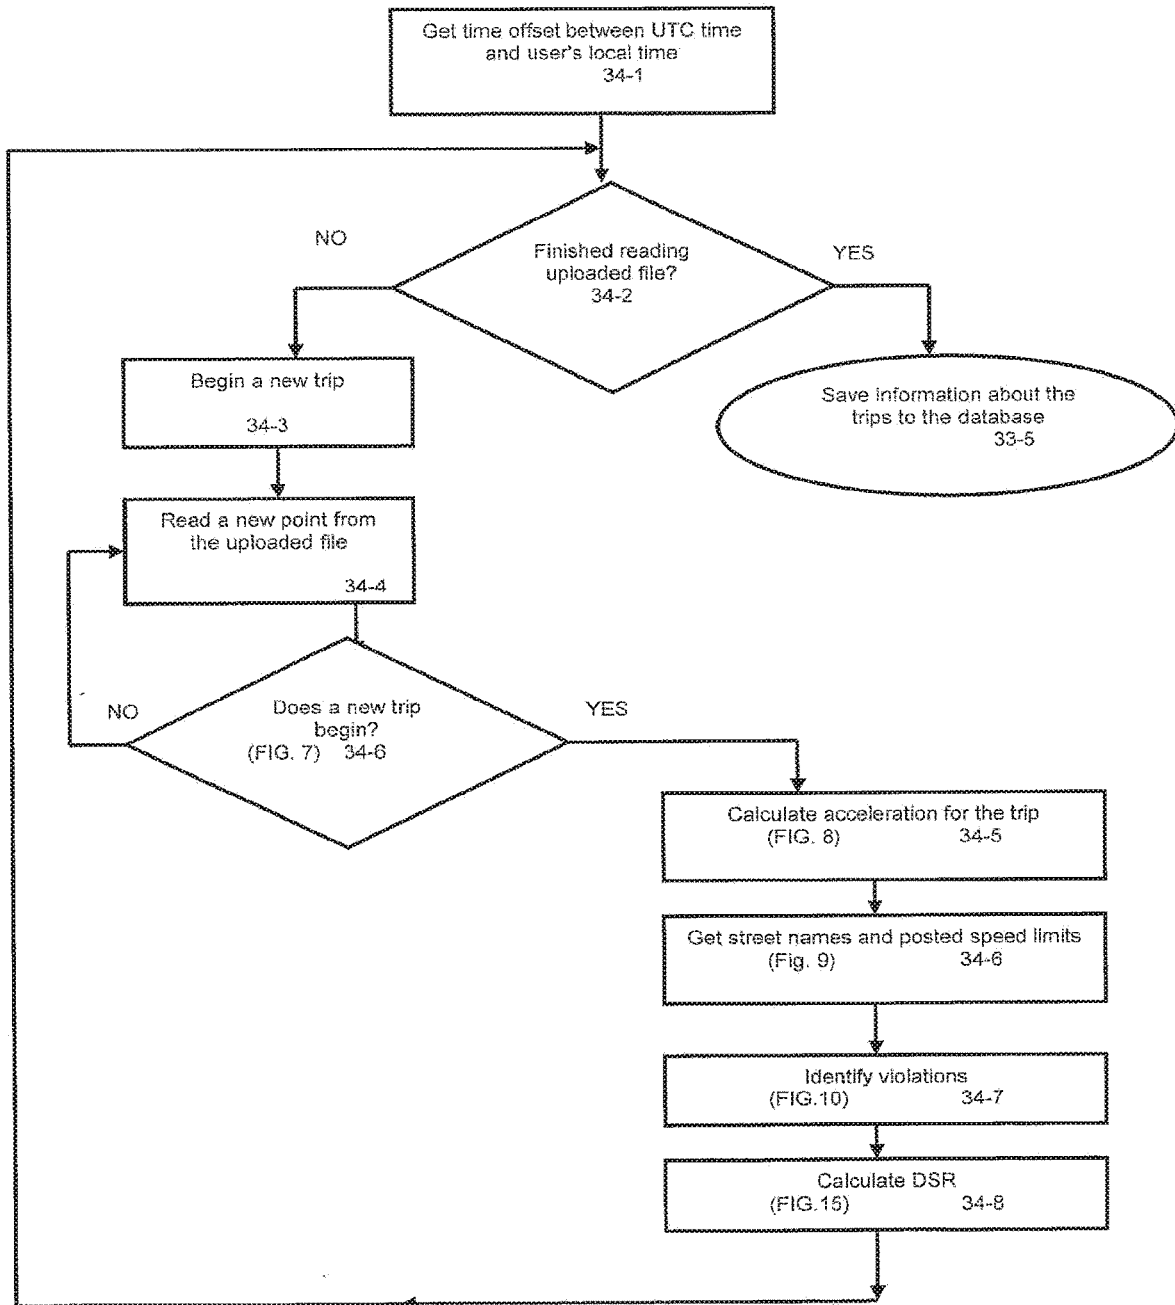 Get time offset between UTC time
and user's local time
34-1
NO
Finished reading
uploaded file?
34-2
YES
Begin a new trip
34-3
Save information about the
trips to the database
33-5
Read a new point from
the uploaded file
34-4
NO
Does a new trip
begin?
(FIG. 7) 34-6
YES
Calculate acceleration for the trip
(FIG. 8) 34-5
Get street names and posted speed limits
(Fig. 9) 34-6
Identify violations
(FIG.10) 34-7
Calculate DSR
(FIG.15) 34-8